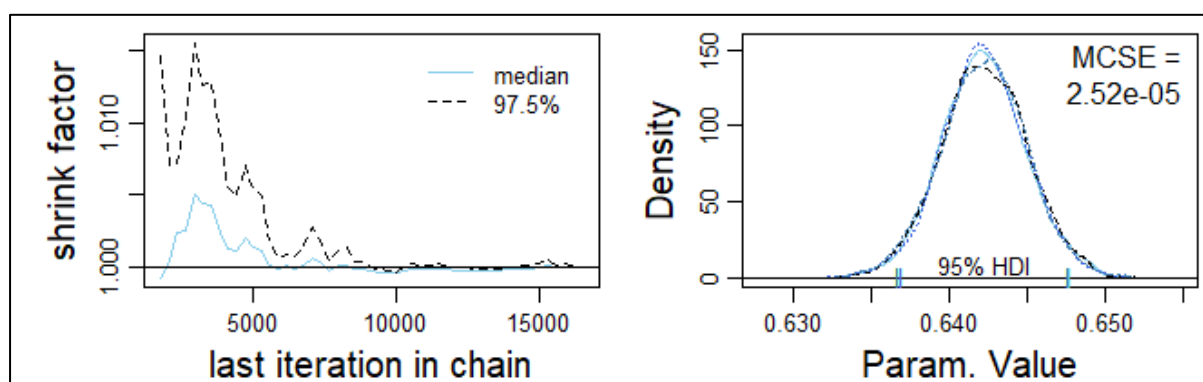 shrink factor
1.000
1.010
median
97.5%
5000
10000
15000
last iteration in chain
Density
0
50
100
150
MCSE =
2.52e-05
95% HDI
0.630
0.640
0.650
Param. Value